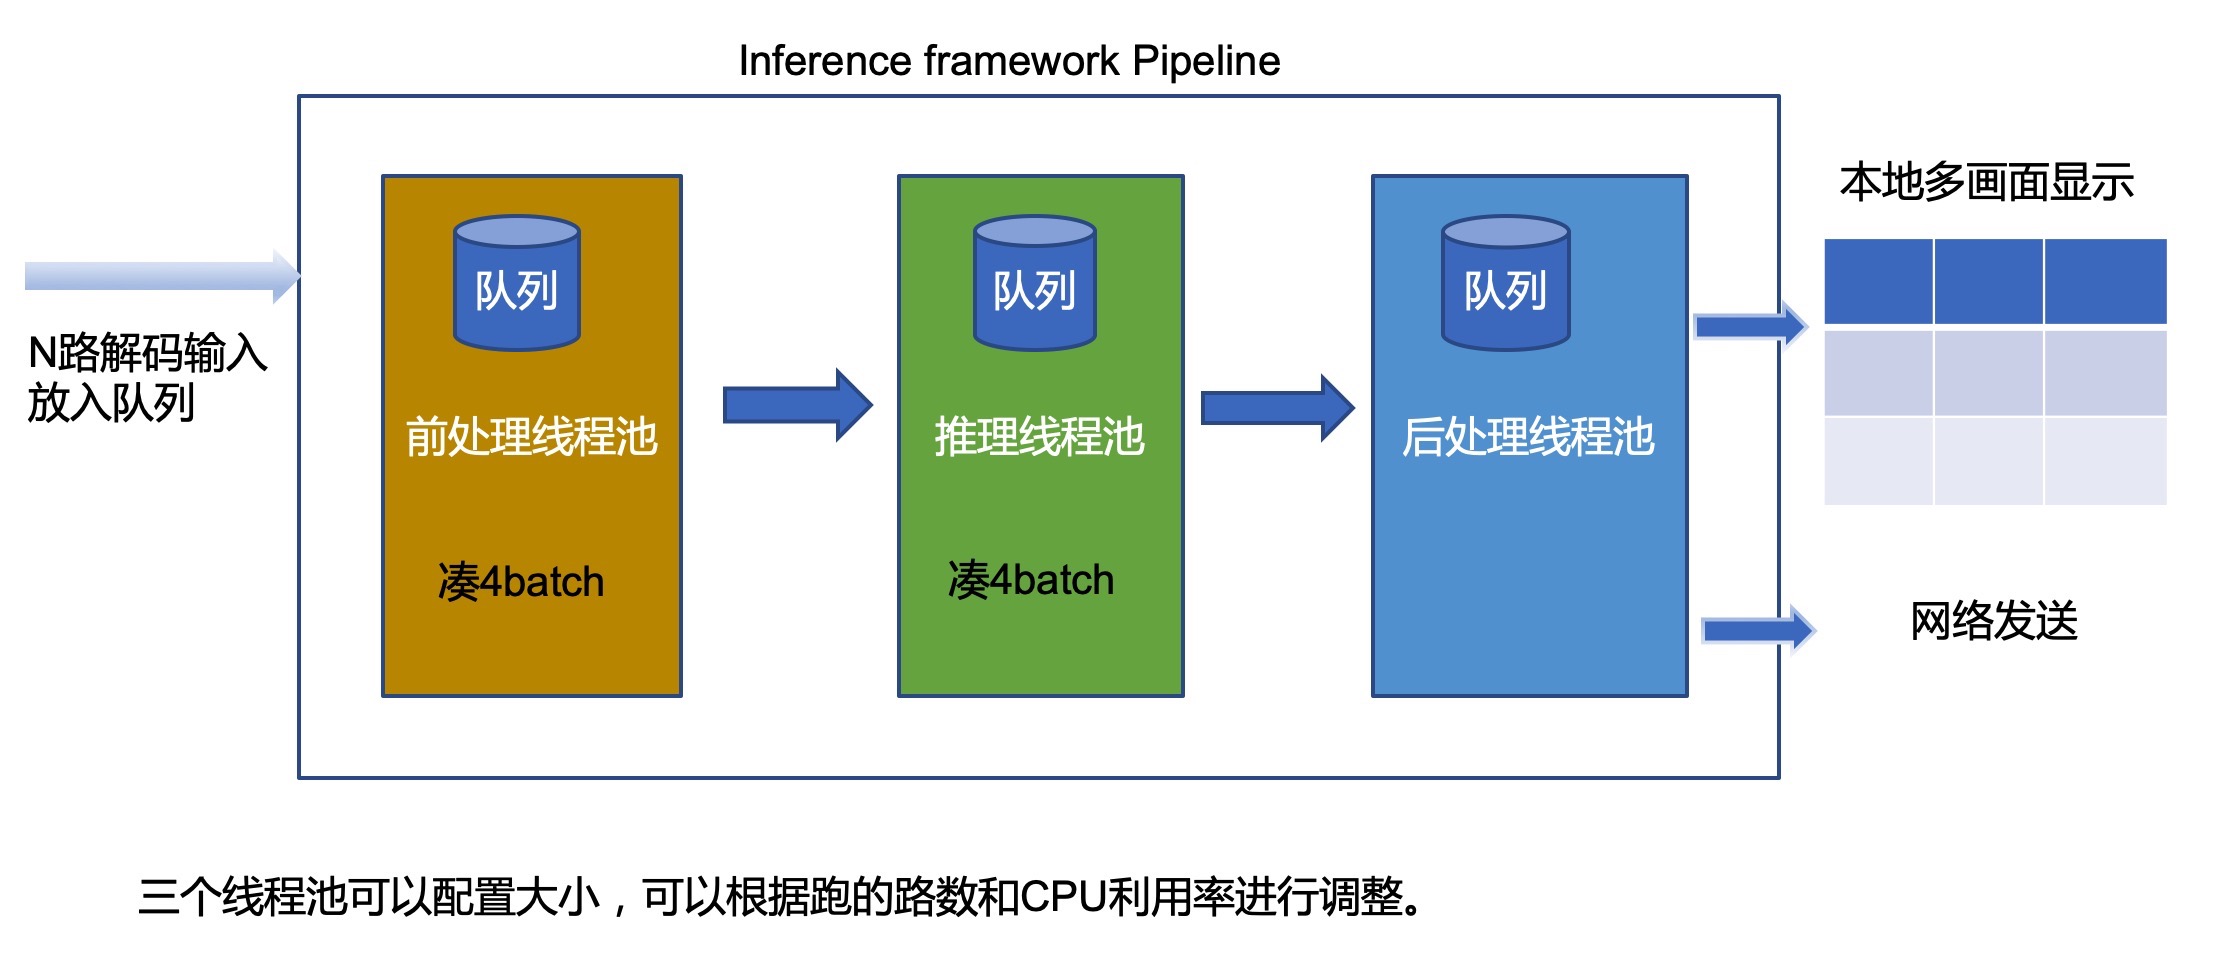 Inference framework Pipeline
N路解码输入
放入队列
队列
前处理线程池
凑4batch
队列
推理线程池
凑4batch
队列
后处理线程池
本地多画面显示
网络发送
三个线程池可以配置大小，可以根据跑的路数和CPU利用率进行调整。